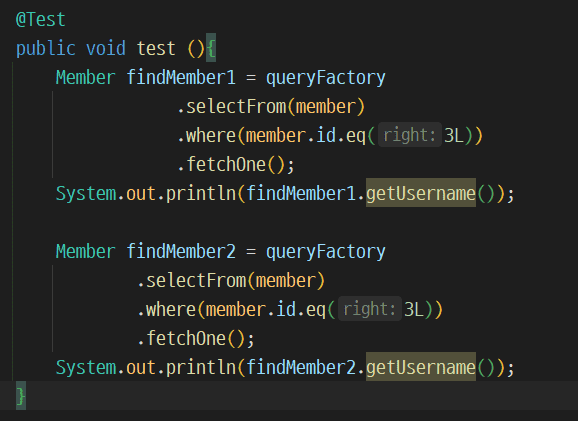 @Test
public void test (){
Member findMember1 = queryFactory
.selectFrom(member)
.where(member.id.eq( right: 3L))
.fetchOne();
System.out.println(findMember1.getUsername());
Member findMember2 = queryFactory
.selectFrom(member)
.where(member.id.eq( right: 3L))
.fetchOne();
System.out.println(findMember2.getUsername());
}